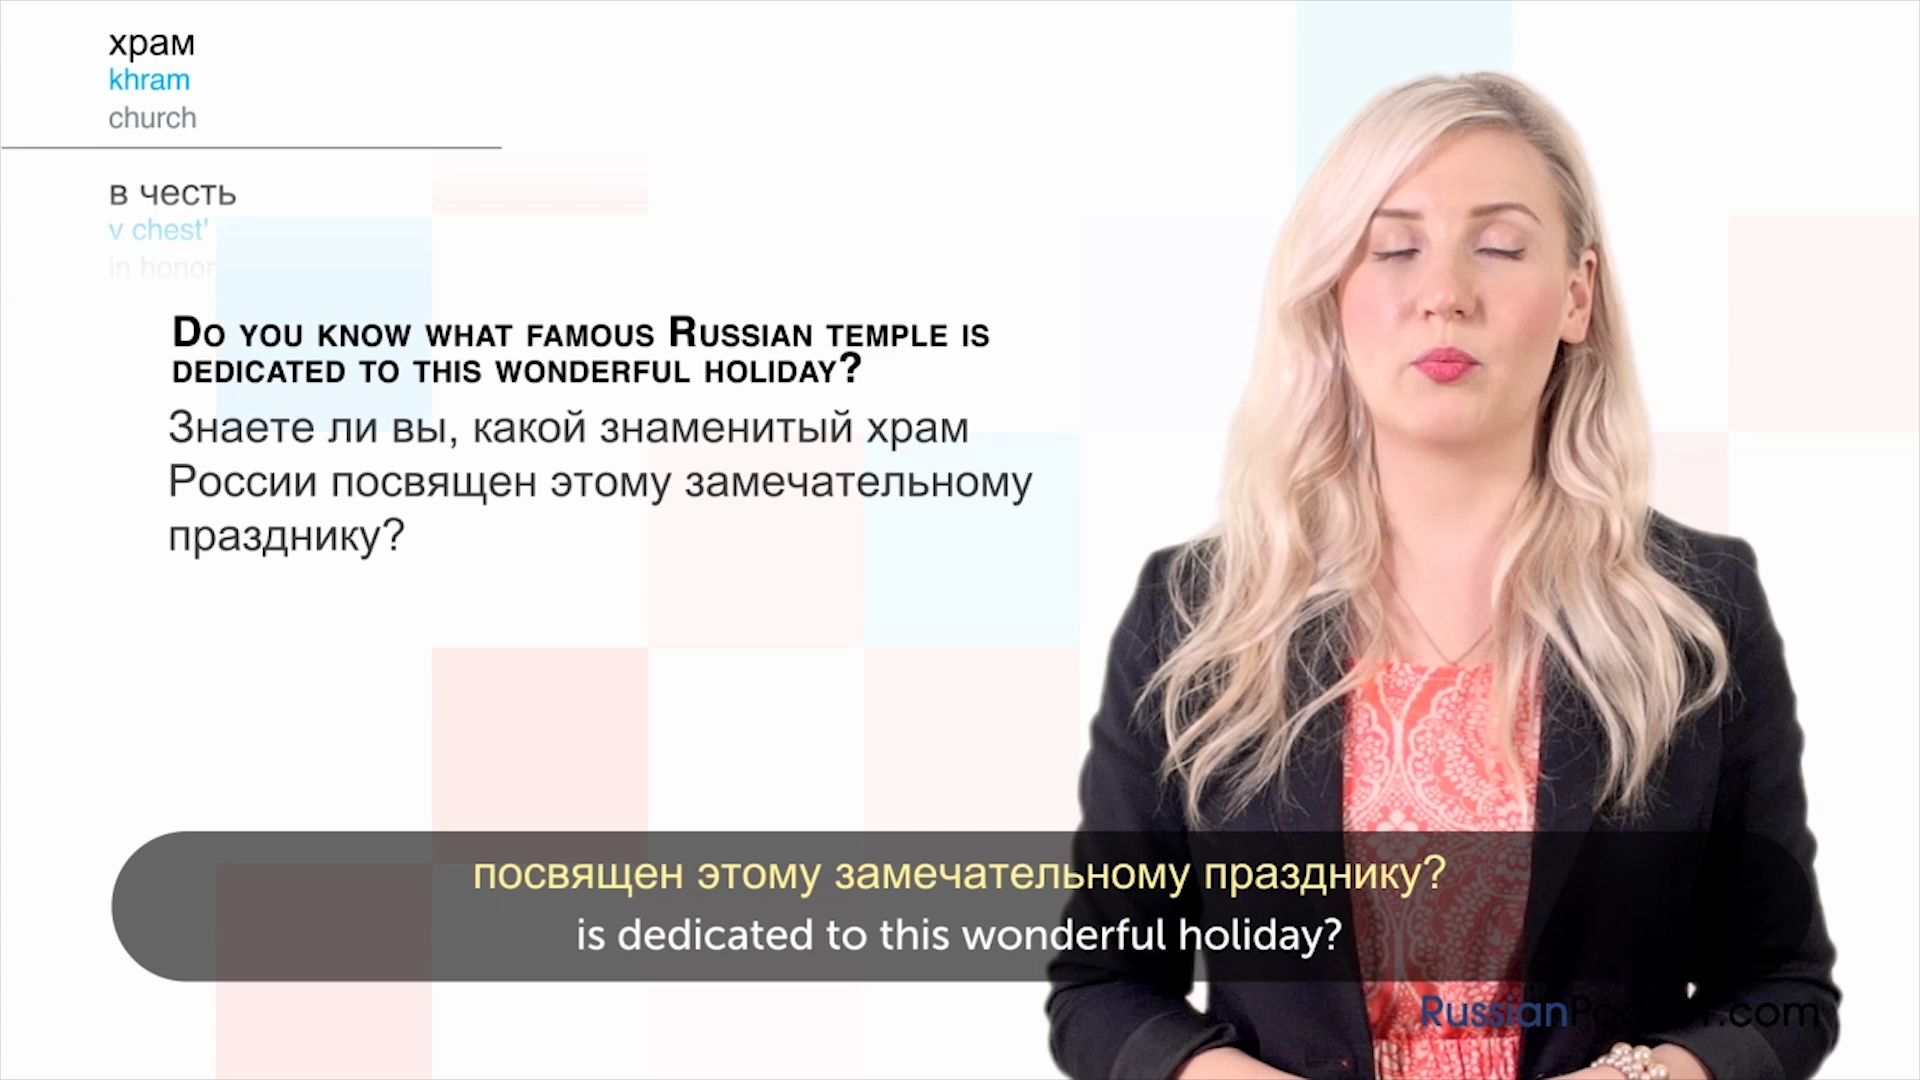 храм
khram
church
в честь
v chest'
in honor
Do you know what famous Russian temple is
dedicated to this wonderful holiday?
Знаете ли вы, какой знаменитый храм
России посвящен этому замечательному
празднику?
посвящен этому замечательному празднику?
is dedicated to this wonderful holiday?